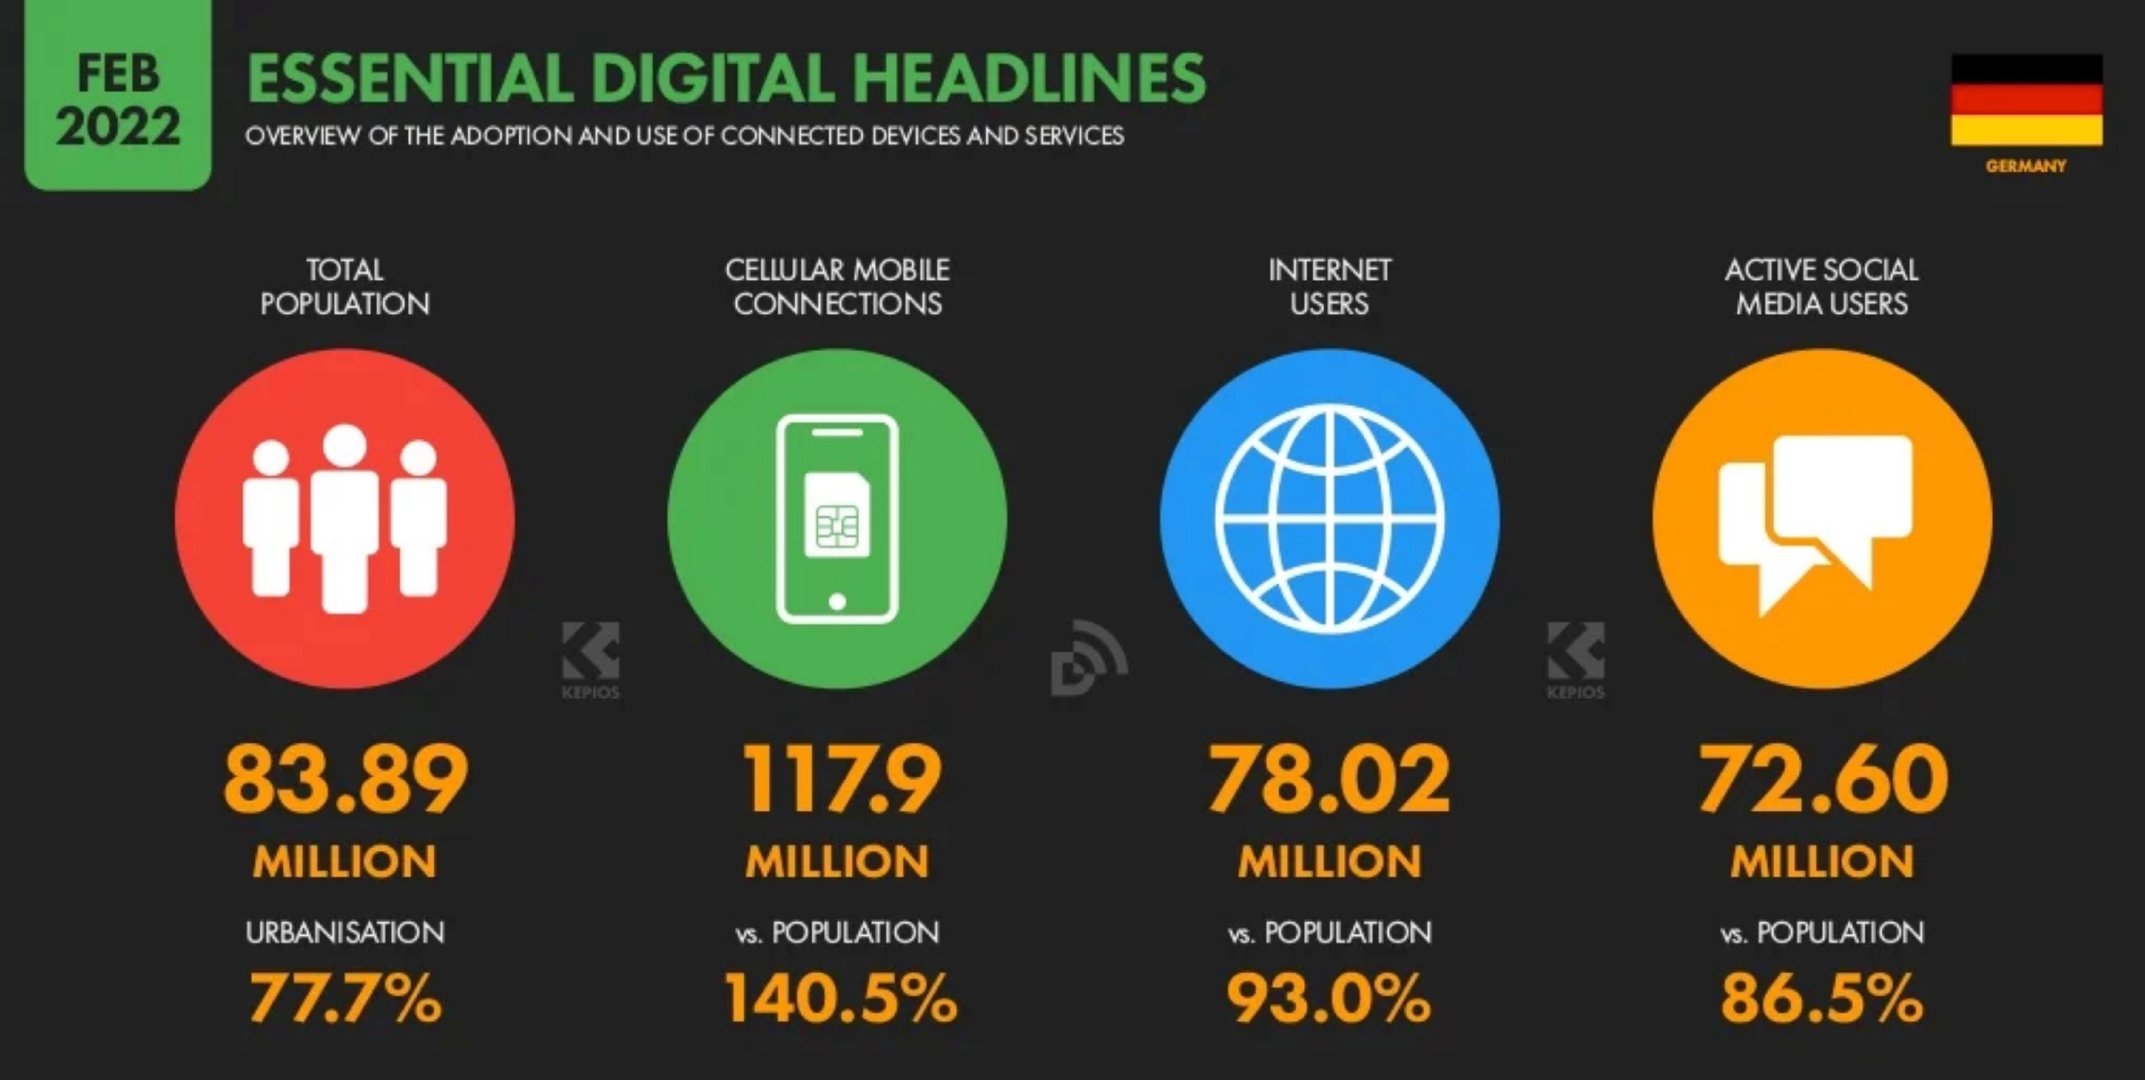 FEB
2022
ESSENTIAL DIGITAL HEADLINES
OVERVIEW OF THE ADOPTION AND USE OF CONNECTED DEVICES AND SERVICES
GERMANY
TOTAL
POPULATION
83.89
MILLION
URBANISATION
77.7%
CELLULAR MOBILE
CONNECTIONS
117.9
MILLION
vs. POPULATION
140.5%
INTERNET
USERS
78.02
MILLION
vs. POPULATION
93.0%
ACTIVE SOCIAL
MEDIA USERS
72.60
MILLION
vs. POPULATION
86.5%
KEPIOS
KEPIOS